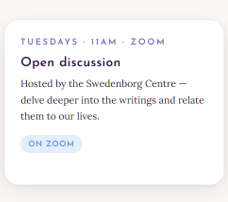 TUESDAYS · 11AM · ZOOM
Open discussion
Hosted by the Swedenborg Centre —
delve deeper into the writings and relate
them to our lives.
ON ZOOM